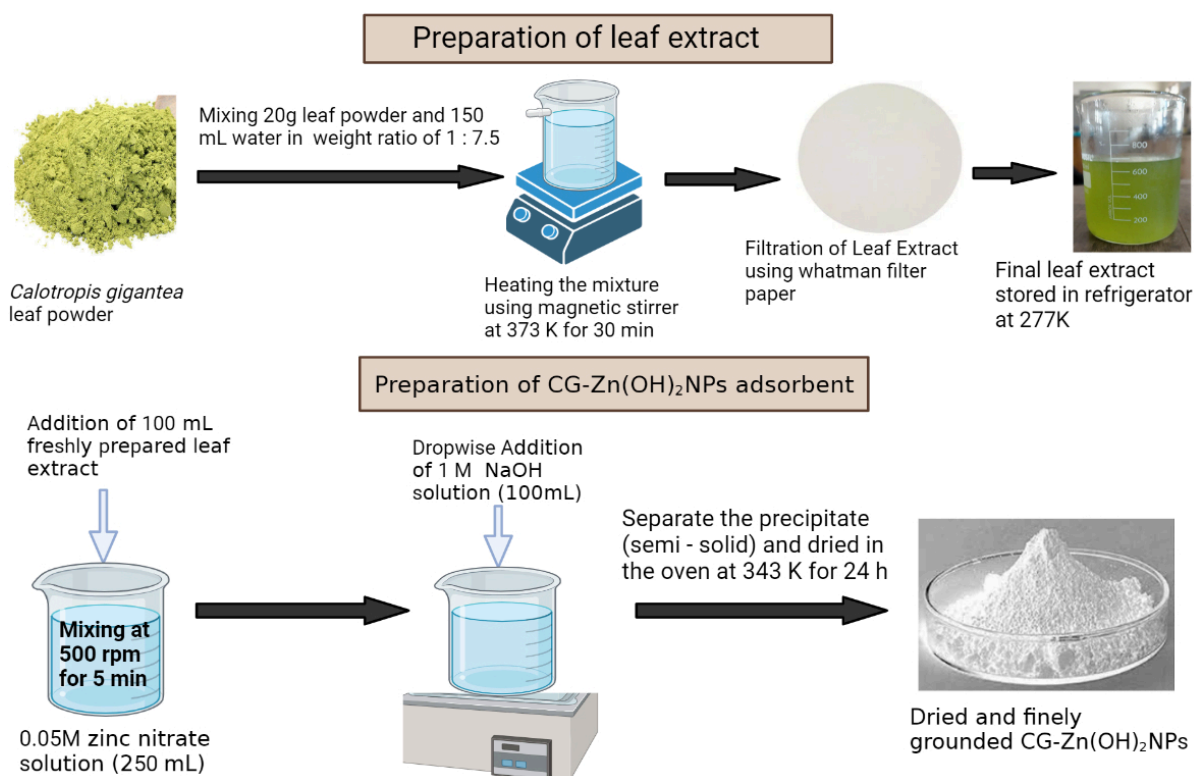 Preparation of leaf extract
Mixing 20g leaf powder and 150
mL water in weight ratio of 1 : 7.5
Calotropis gigantea
leaf powder
Heating the mixture
using magnetic stirrer
at 373 K for 30 min
Filtration of Leaf Extract
using whatman filter
paper
800
600
400
200
Final leaf extract
stored in refrigerator
at 277K
Preparation of CG-Zn(OH)₂NPs adsorbent
Addition of 100 mL
freshly prepared leaf
extract
Mixing at
500 rpm
for 5 min
0.05M zinc nitrate
solution (250 mL)
Dropwise Addition
of 1 M NaOH
solution (100mL)
Separate the precipitate
(semi - solid) and dried in
the oven at 343 K for 24 h
Dried and finely
grounded CG-Zn(OH)₂NPs